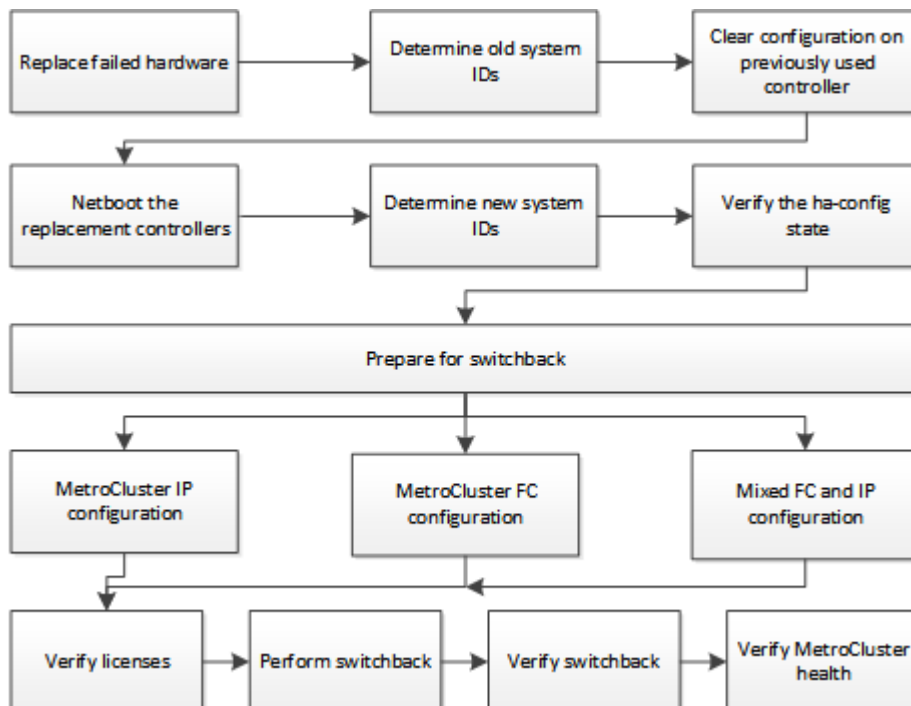 Replace failed hardware
Determine old system
IDs
Clear configuration on
previously used
controller
Netboot the
replacement controllers
Determine new system
IDs
Verify the ha-config
state
Prepare for switchback
MetroCluster IP
configuration
MetroCluster FC
configuration
Mixed FC and IP
configuration
Verify licenses
Perform switchback
Verify switchback
Verify MetroCluster
health